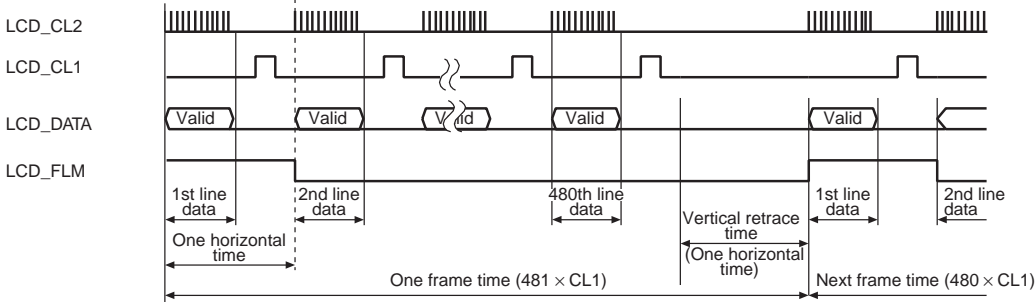 LCD_CL2
LCD_CL1
LCD_DATA
Valid
Valid
Valid
Valid
Valid
LCD_FLM
1st line
data
2nd line
data
480th line
data
1st line
data
2nd line
data
One horizontal
time
Vertical retrace
time
(One horizontal
time)
One frame time (481 × CL1)
Next frame time (480 × CL1)